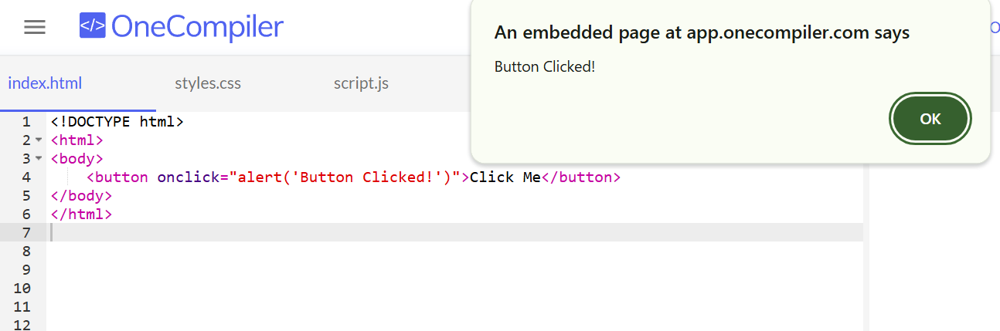 </> OneCompiler
An embedded page at app.onecompiler.com says
Button Clicked!
OK
index.html styles.css script.js
1 <!DOCTYPE html>
2 <html>
3 <body>
4 <button onclick="alert('Button Clicked!')">Click Me</button>
5 </body>
6 </html>
7
8
9
10
11
12